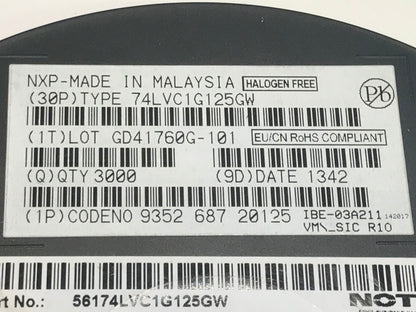 NXP-MADE IN MALAYSIA HALOGEN FREE
(30P)TYPE 74LVC1G125GW
Pb
(1T)LOT GD41760G-101 EU/CN RoHS COMPLIANT
(Q)QTY 3000 (9D)DATE 1342
(1P)CODENO 9352 687 20125 IBE-03A211 142017
VM\_SIC R10
rt No.: 56174LVC1G125GW